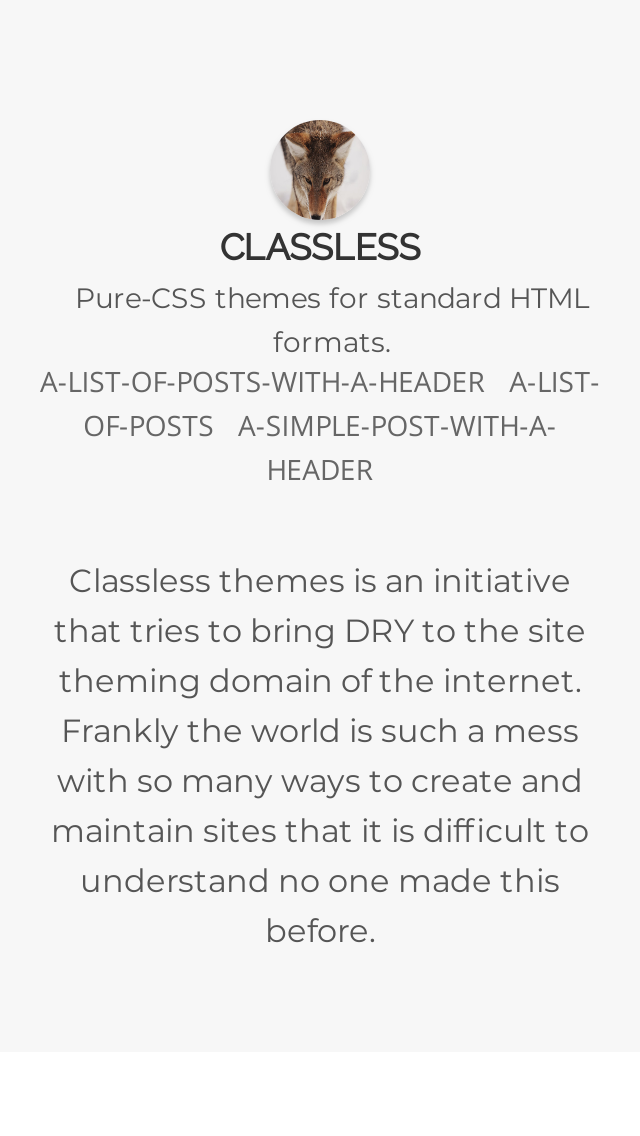 CLASSLESS
Pure-CSS themes for standard HTML
formats.
A-LIST-OF-POSTS-WITH-A-HEADER A-LIST-
OF-POSTS A-SIMPLE-POST-WITH-A-
HEADER
Classless themes is an initiative
that tries to bring DRY to the site
theming domain of the internet.
Frankly the world is such a mess
with so many ways to create and
maintain sites that it is difficult to
understand no one made this
before.